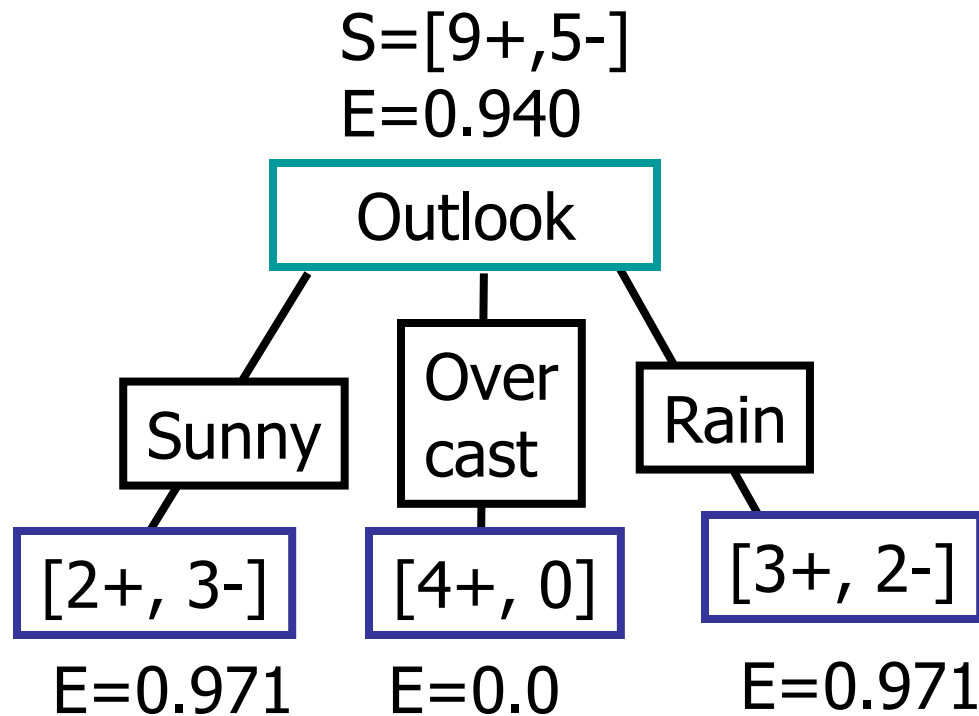 S=[9+,5-]
E=0.940
Outlook
Sunny
Over
cast
Rain
[2+, 3-]
[4+, 0]
[3+, 2-]
E=0.971
E=0.0
E=0.971